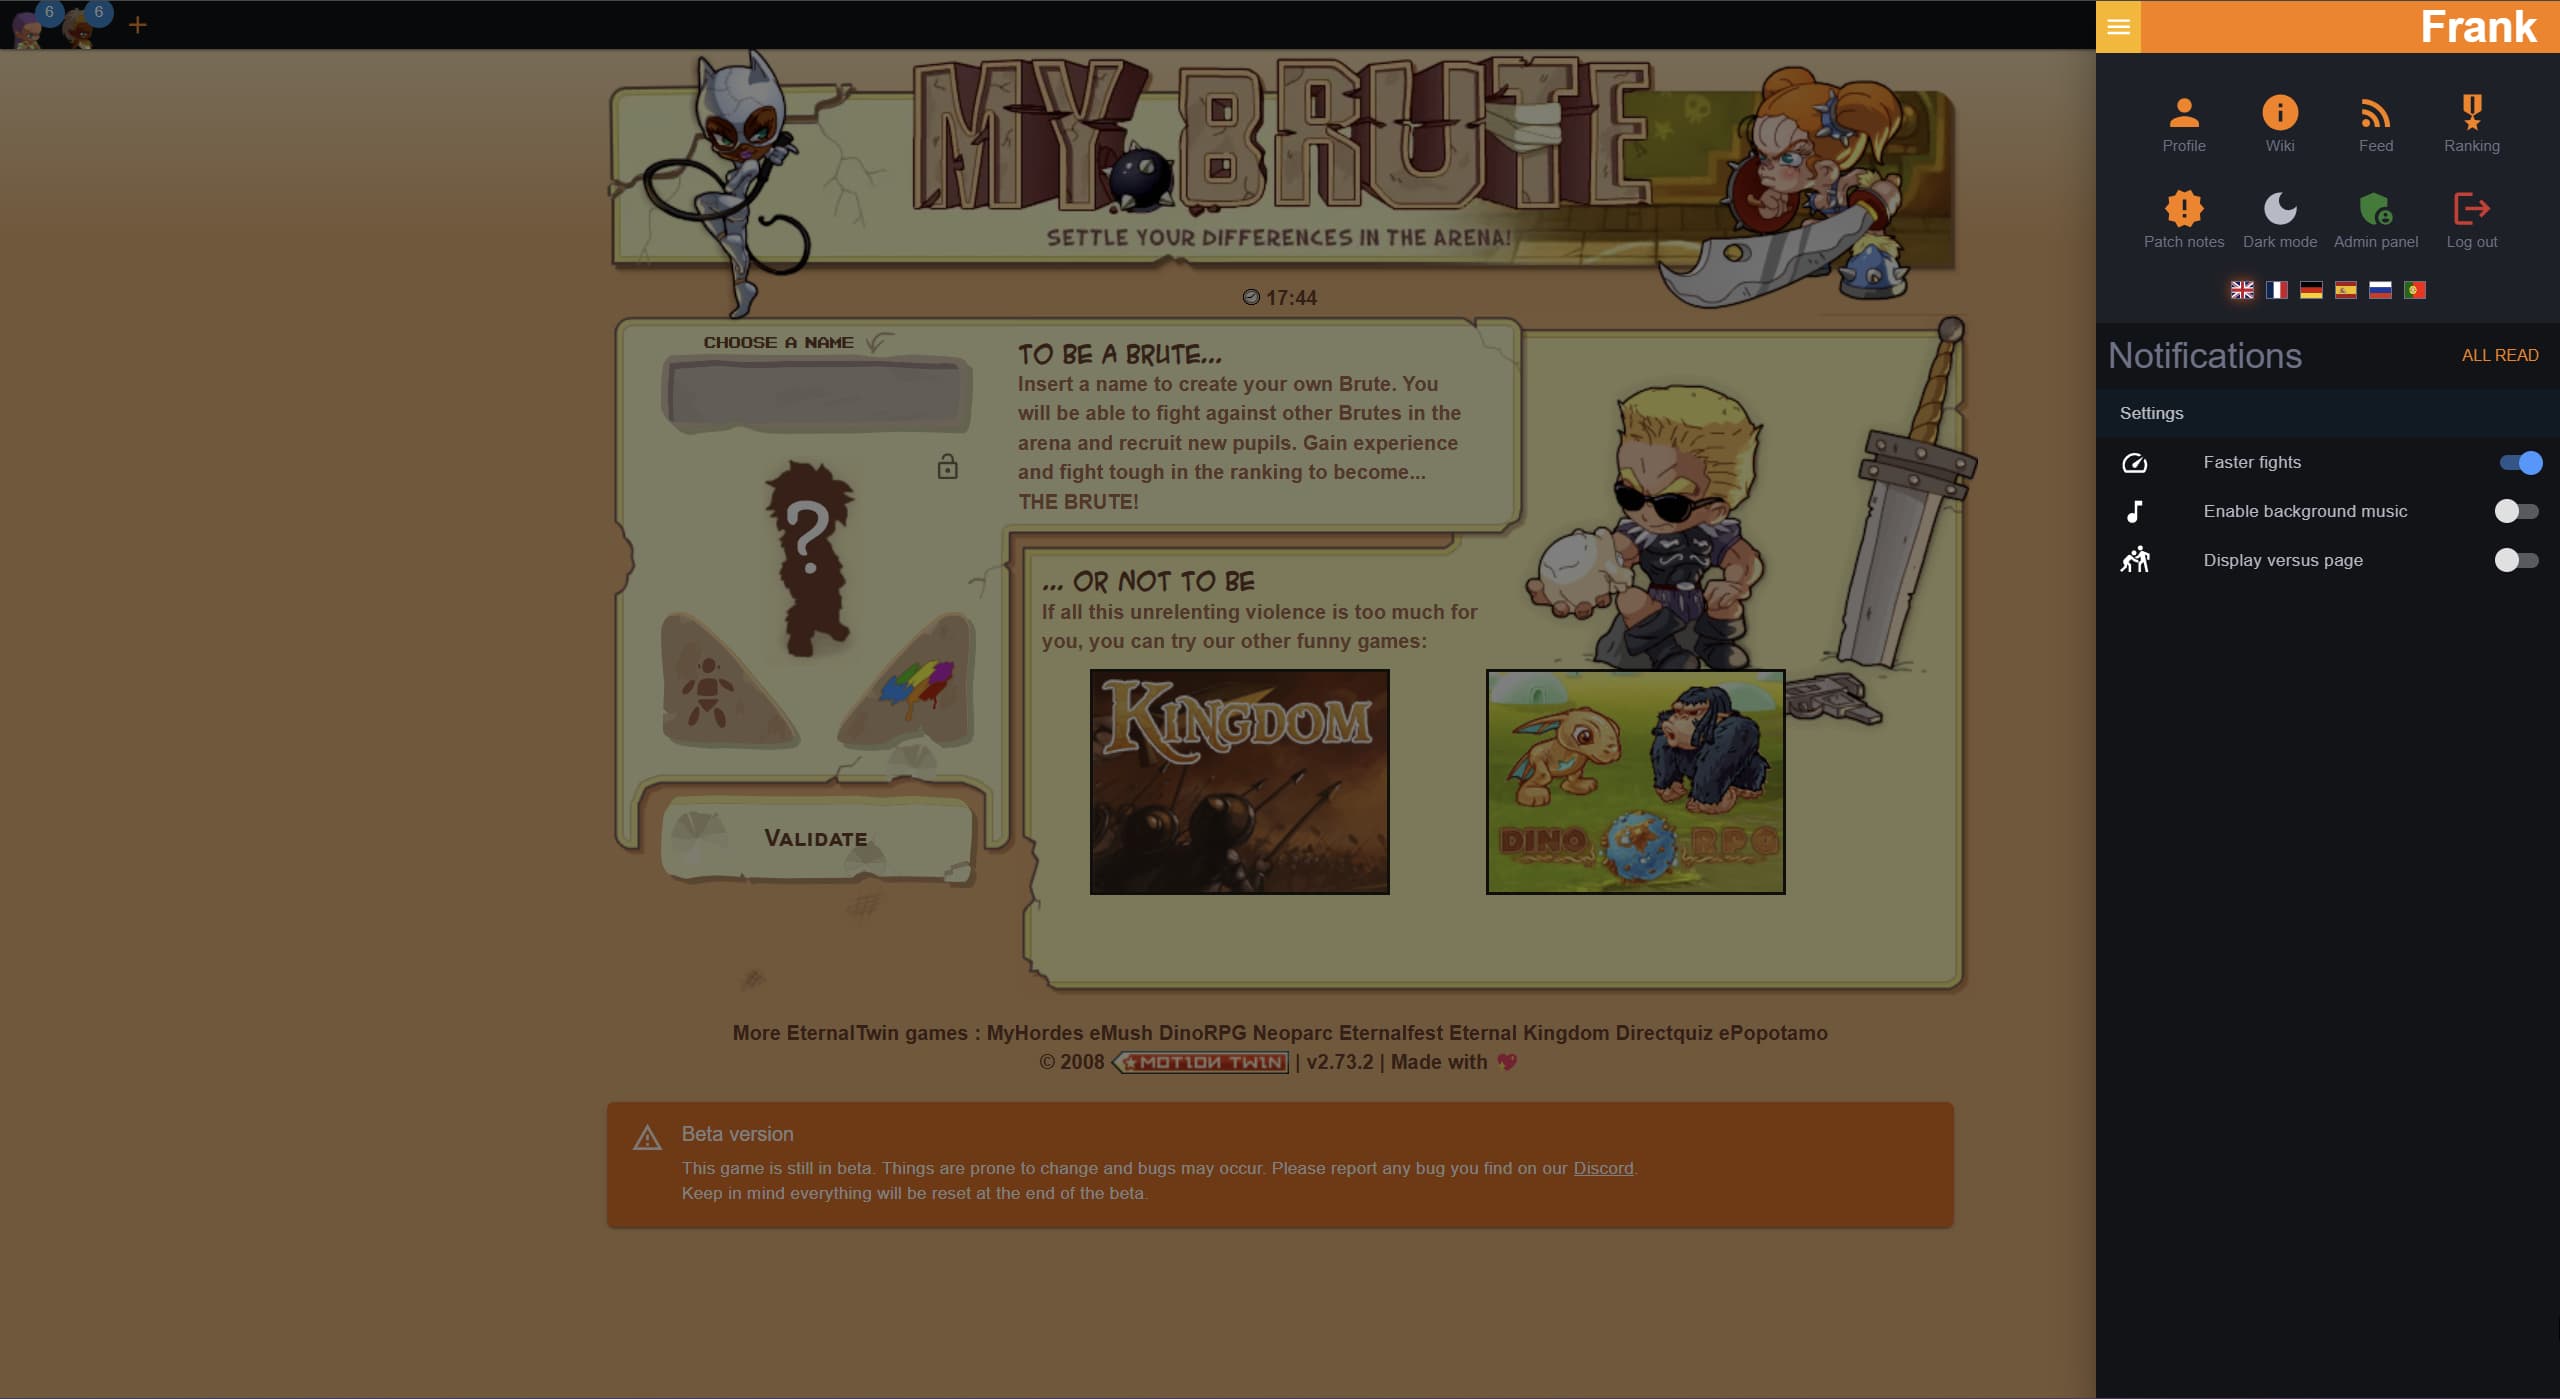 6
6
+
Frank
MY BRUTE
SETTLE YOUR DIFFERENCES IN THE ARENA!
17:44
CHOOSE A NAME
?
VALIDATE
TO BE A BRUTE...
Insert a name to create your own Brute. You
will be able to fight against other Brutes in the
arena and recruit new pupils. Gain experience
and fight tough in the ranking to become...
THE BRUTE!
... OR NOT TO BE
If all this unrelenting violence is too much for
you, you can try our other funny games:
KINGDOM
DINO RPG
More EternalTwin games : MyHordes eMush DinoRPG Neoparc Eternalfest Eternal Kingdom Directquiz ePopotamo
© 2008 MOTION TWIN | v2.73.2 | Made with 💖
Beta version
This game is still in beta. Things are prone to change and bugs may occur. Please report any bug you find on our Discord.
Keep in mind everything will be reset at the end of the beta.
Profile
Wiki
Feed
Ranking
Patch notes
Dark mode
Admin panel
Log out
Notifications
ALL READ
Settings
Faster fights
Enable background music
Display versus page